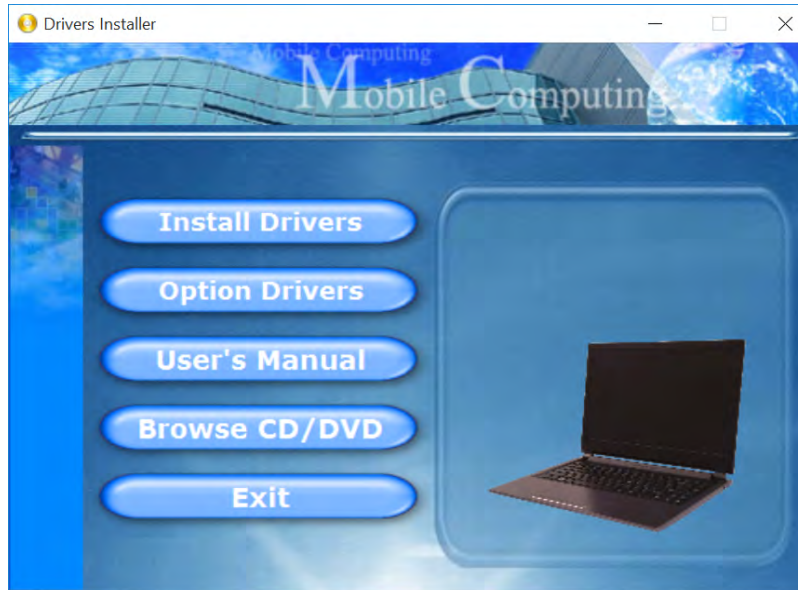 Drivers Installer
Mobile Computing
Mobile Computing
Install Drivers
Option Drivers
User's Manual
Browse CD/DVD
Exit